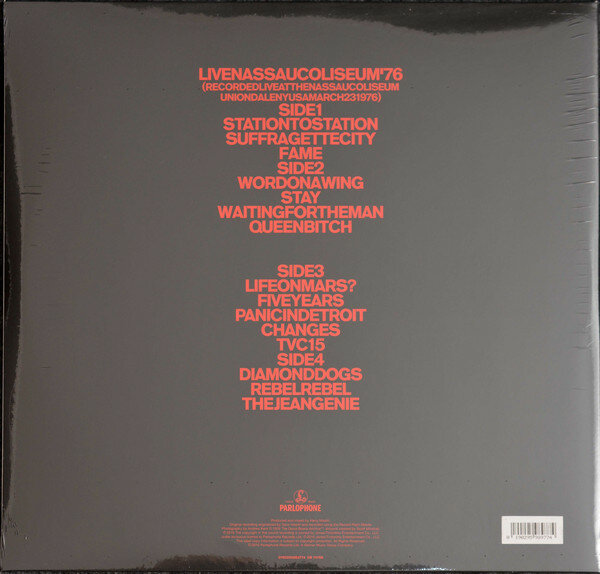 LIVENASSAUCOLISEUM'76
(RECORDEDLIVEATTHENASSAUCOLISEUM
UNIONDALENYUSAMARCH231976)
SIDE1
STATIONTOSTATION
SUFFRAGETTECITY
FAME
SIDE2
WORDONAWING
STAY
WAITINGFORTHEMAN
QUEENBITCH
SIDE3
LIFEONMARS?
FIVEYEARS
PANICINDETROIT
CHANGES
TVC15
SIDE4
DIAMONDDOGS
REBELREBEL
THEJEANGENIE
PARLOPHONE